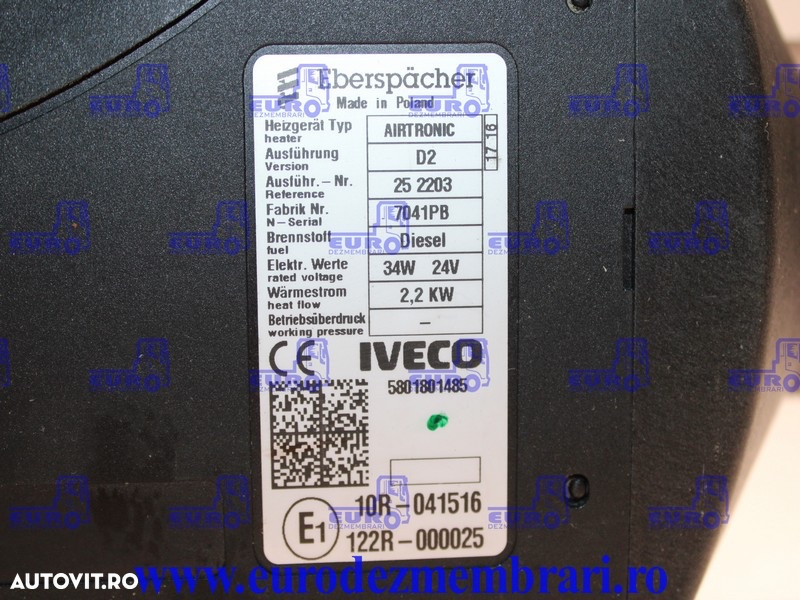 Eberspächer
Made in Poland
17 16
Heizgerät Typ AIRTRONIC
heater
Ausführung D2
Version
Ausführ.-Nr. 25 2203
Reference
Fabrik Nr. 7041PB
N-Serial
Brennstoff Diesel
fuel
Elektr. Werte 34W 24V
rated voltage
Wärmestrom 2,2 KW
heat flow
Betriebsüberdruck -
working pressure
CE IVECO
5801801485
E1
10R-041516
122R-000025
EURO
DEZMEMBRARI
AUTOVIT.RO
www.eurodezmembrari.ro